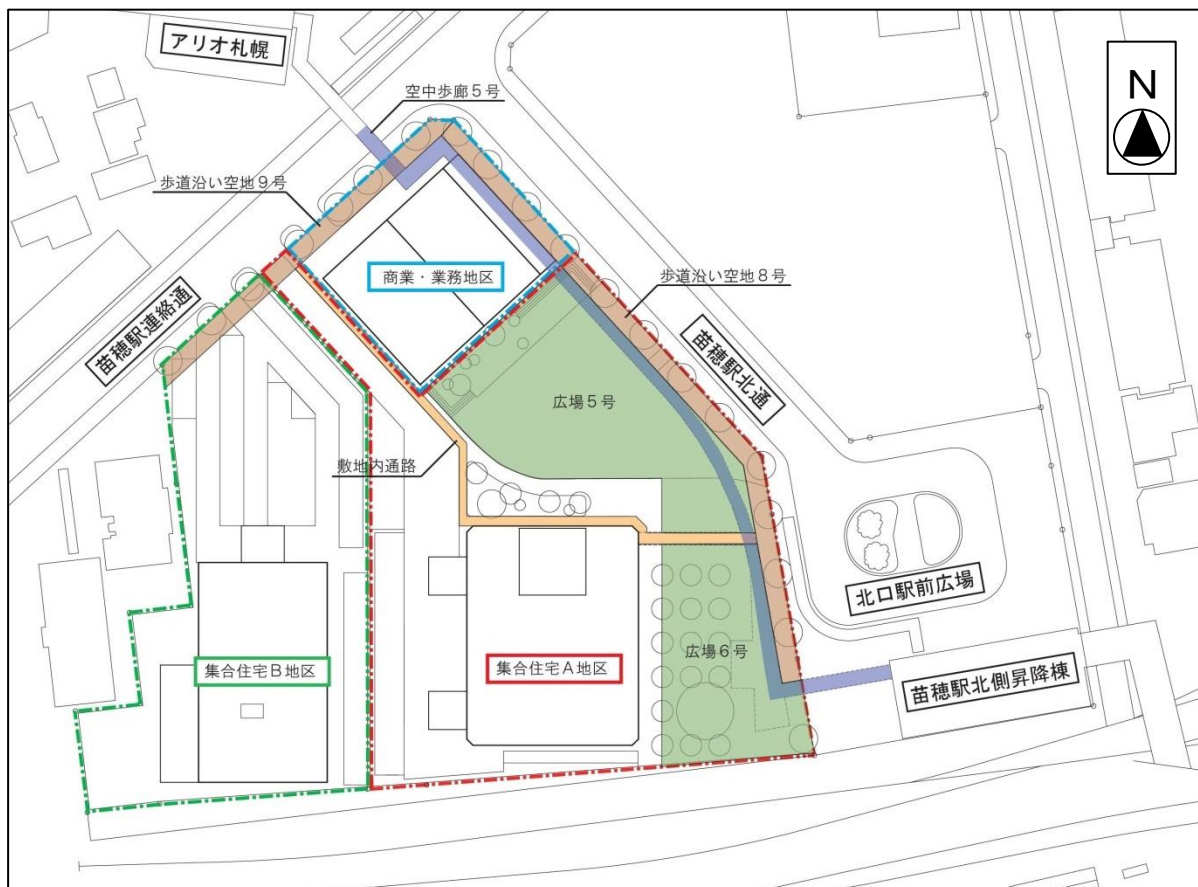 アリオ札幌
空中歩廊5号
N
歩道沿い空地9号
商業・業務地区
歩道沿い空地8号
苗穂駅連絡通
苗穂駅北通
広場5号
敷地内通路
北口駅前広場
集合住宅B地区
集合住宅A地区
広場6号
苗穂駅北側昇降棟